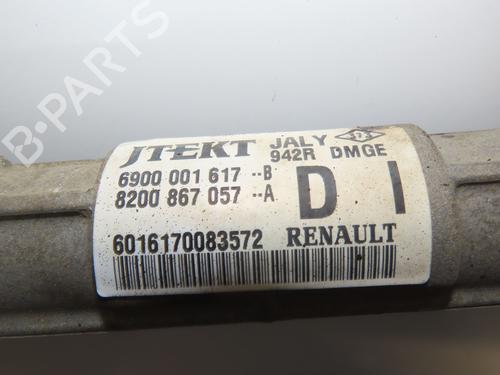 JTEKT JALY
942R DMGE
6900 001 617 --B
8200 867 057 --A
D I
6016170083572 RENAULT
B-PARTS